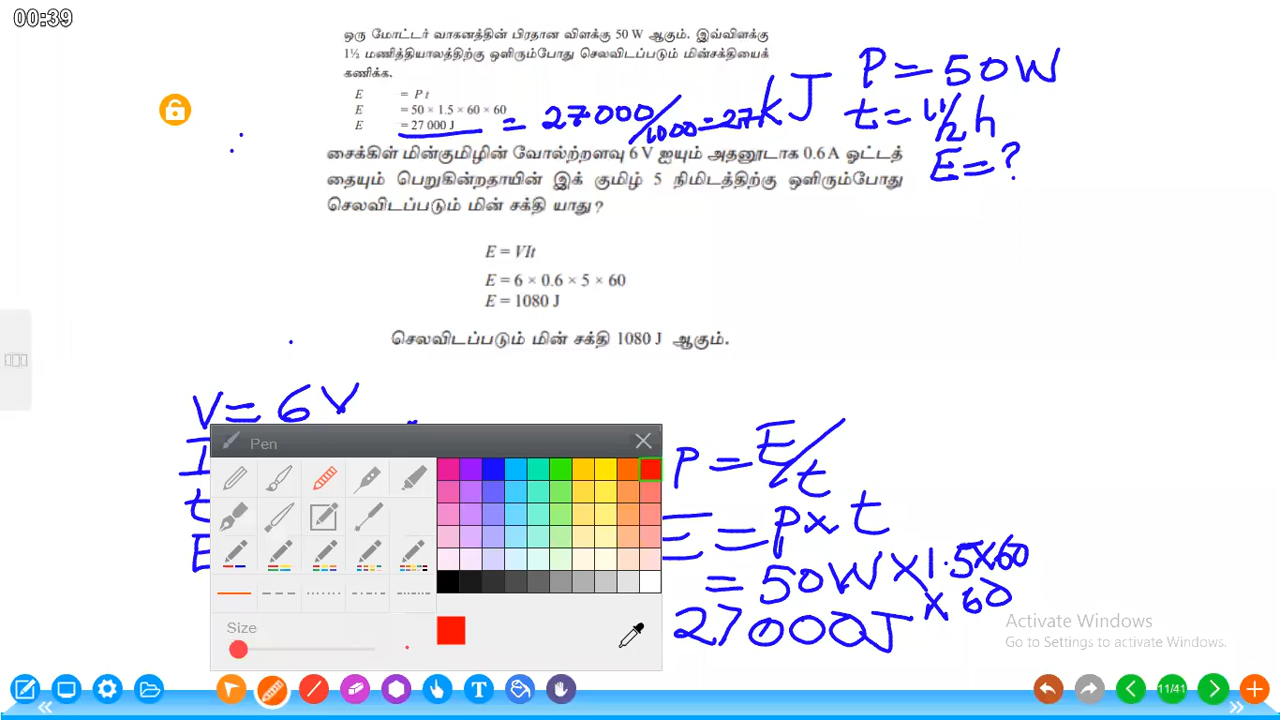 00:39
ஒரு மோட்டர் வாகனத்தின் பிரதான விளக்கு 50 W ஆகும். இவ்விளக்கு
1½ மணித்தியாலத்திற்கு ஒளிரும்போது செலவிடப்படும் மின்சக்தியைக்
கணிக்க.
E = P t
E = 50 × 1.5 × 60 × 60
E = 27 000 J = 27000/1000 = 27kJ
P = 50W
t = 1 1/2 h
E = ?
சைக்கிள் மின்குமிழின் வோல்ற்றளவு 6 V ஐயும் அதனூடாக 0.6 A ஓட்டத்
தையும் பெறுகின்றதாயின் இக் குமிழ் 5 நிமிடத்திற்கு ஒளிரும்போது
செலவிடப்படும் மின் சக்தி யாது?
E = VIt
E = 6 × 0.6 × 5 × 60
E = 1080 J
செலவிடப்படும் மின் சக்தி 1080 J ஆகும்.
V = 6 V
I
t
E
P = E/t
E = P x t
= 50W x 1.5 x 60
x 60
27000J
Pen
Size
Activate Windows
Go to Settings to activate Windows.
11/41